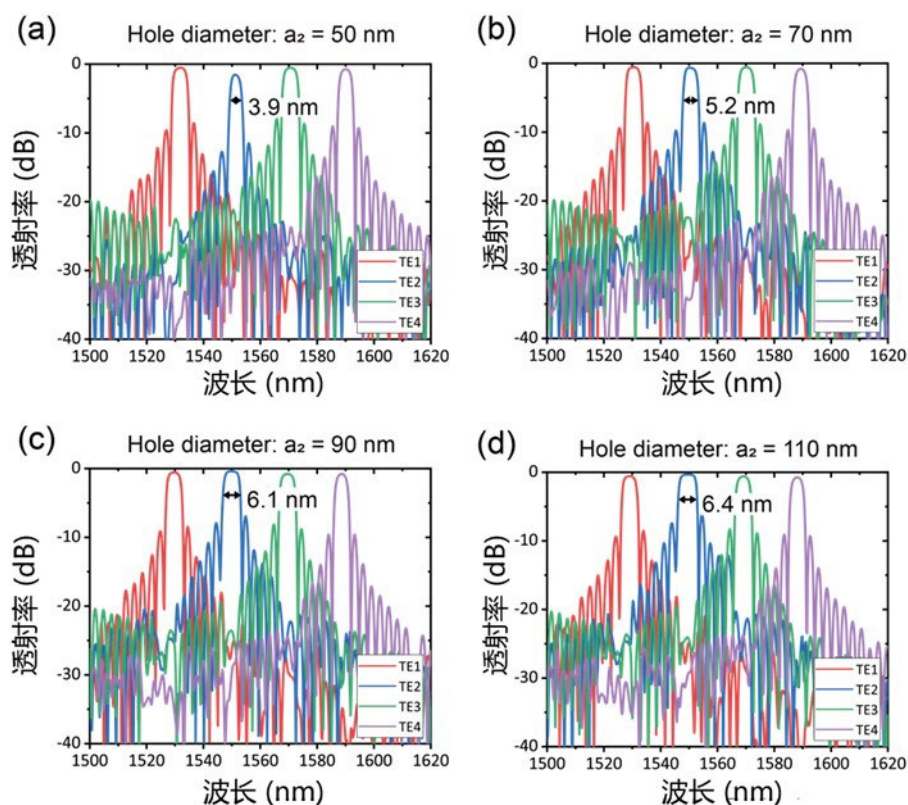 (a)
Hole diameter: a₂ = 50 nm
0
-10
-20
-30
-40
透射率 (dB)
3.9 nm
TE1
TE2
TE3
TE4
1500 1520 1540 1560 1580 1600 1620
波长 (nm)
(b)
Hole diameter: a₂ = 70 nm
0
-10
-20
-30
-40
透射率 (dB)
5.2 nm
TE1
TE2
TE3
TE4
1500 1520 1540 1560 1580 1600 1620
波长 (nm)
(c)
Hole diameter: a₂ = 90 nm
0
-10
-20
-30
-40
透射率 (dB)
6.1 nm
TE1
TE2
TE3
TE4
1500 1520 1540 1560 1580 1600 1620
波长 (nm)
(d)
Hole diameter: a₂ = 110 nm
0
-10
-20
-30
-40
透射率 (dB)
6.4 nm
TE1
TE2
TE3
TE4
1500 1520 1540 1560 1580 1600 1620
波长 (nm)